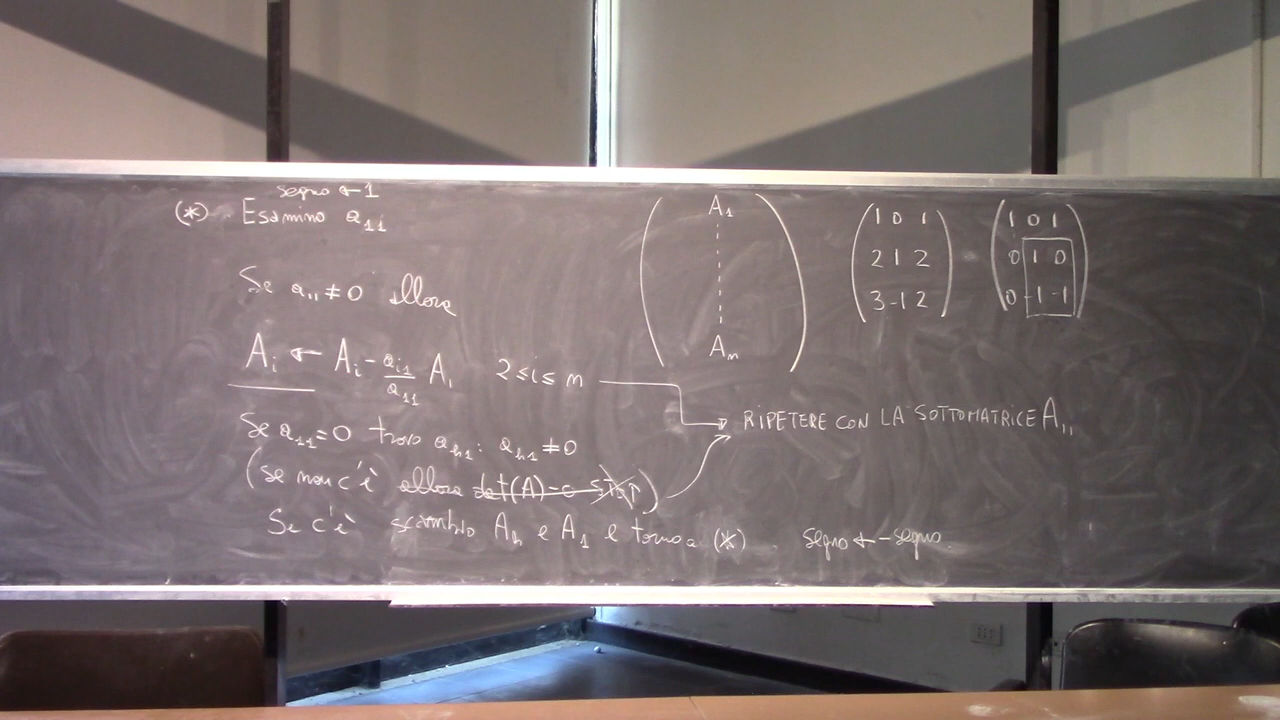 segno ← 1
(*) Esamino a₁₁
Se a₁₁ ≠ 0 allora
Aᵢ ← Aᵢ - aᵢ₁/a₁₁ A₁ 2 ≤ i ≤ n
Se a₁₁ = 0 trovo aₕ₁ : aₕ₁ ≠ 0
(se non c'è allora det(A)=0 STOP)
Se c'è scambio Aₕ e A₁ e torno a (*) segno ← -segno
RIPETERE CON LA SOTTOMATRICE A₁₁
A₁
Aₙ
1 0 1
2 1 2
3 -1 2
1 0 1
0 1 0
0 -1 -1